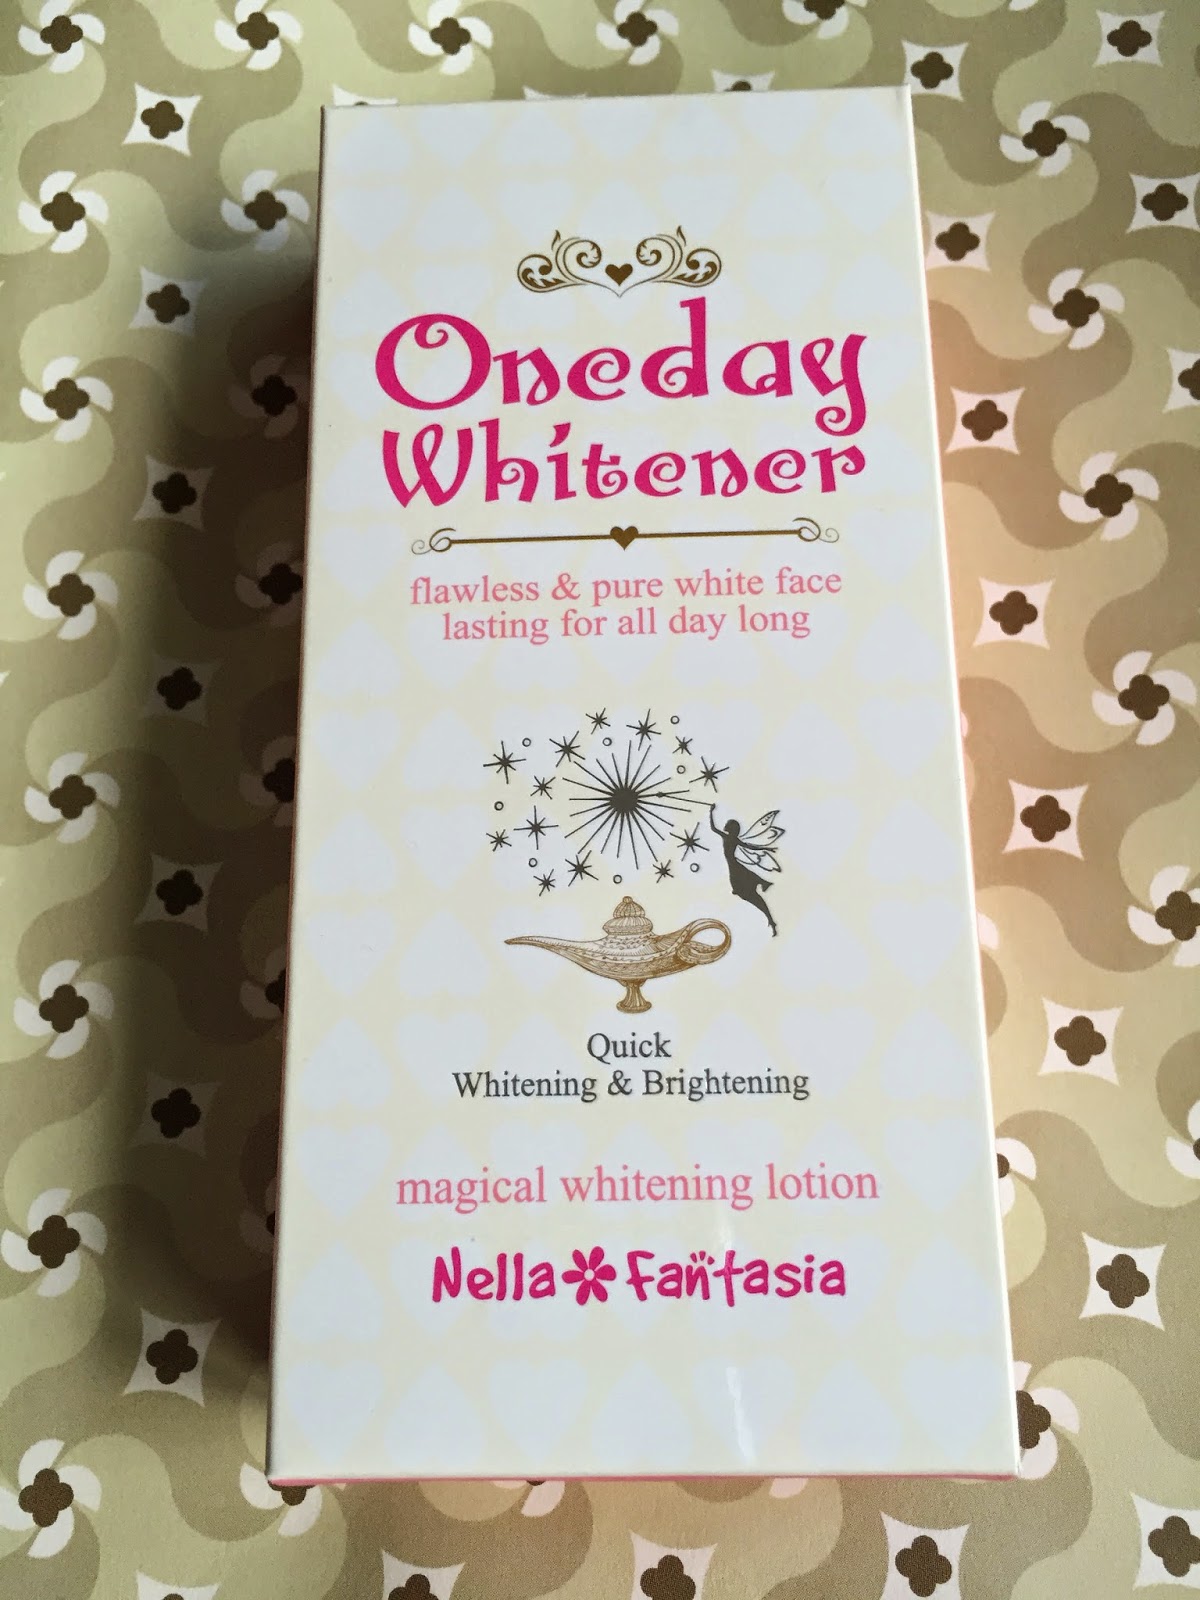 Oneday
Whitener
flawless & pure white face
lasting for all day long
Quick
Whitening & Brightening
magical whitening lotion
Nella Fantasia